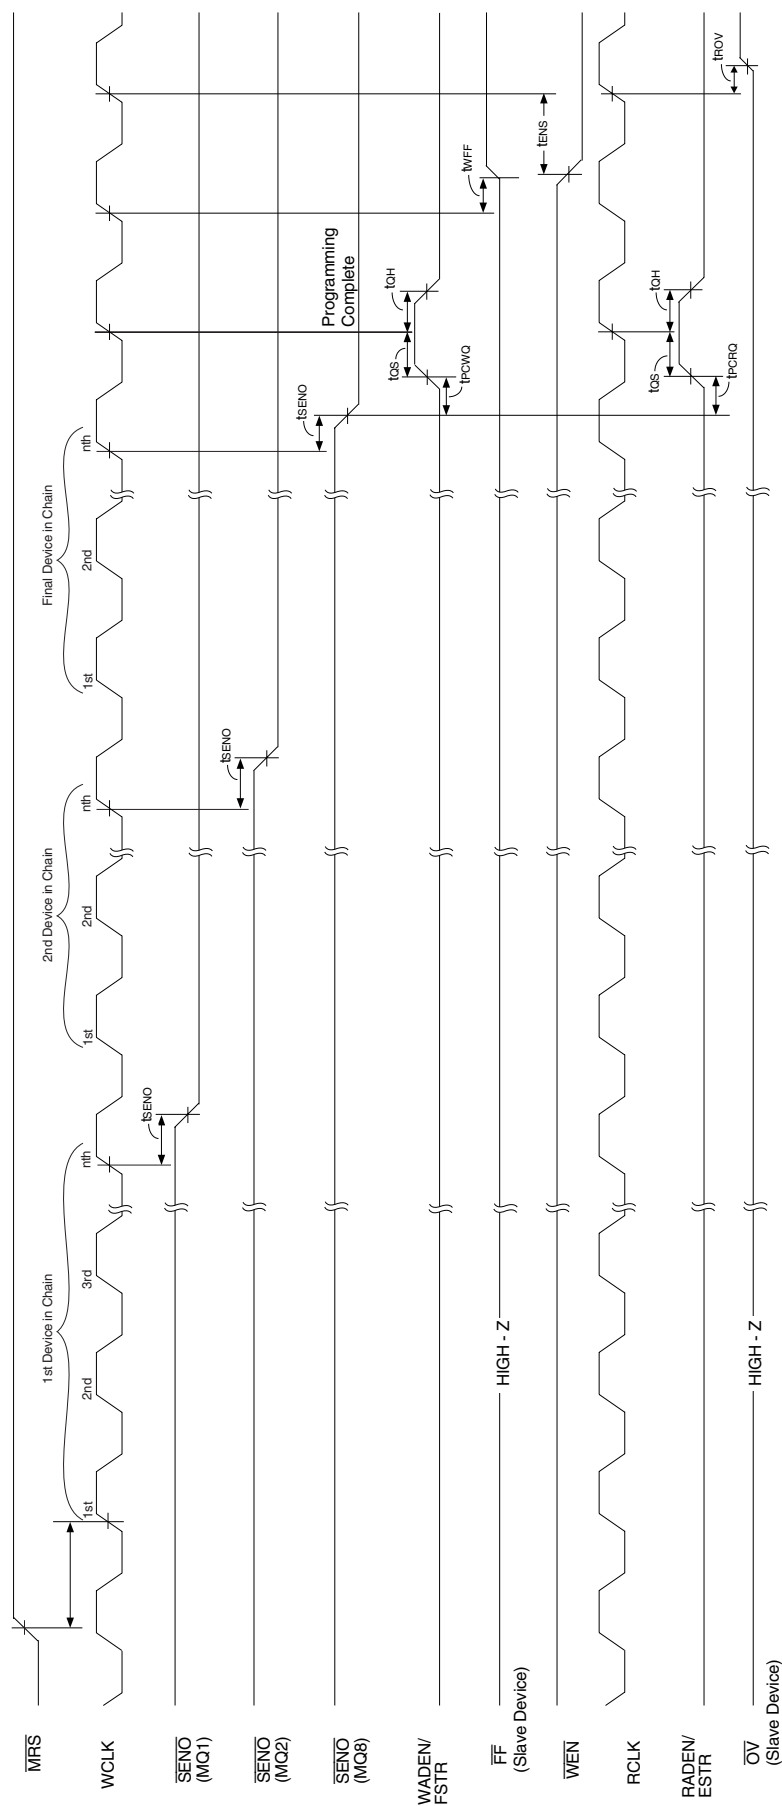 MRS
WCLK
SENO
(MQ1)
SENO
(MQ2)
SENO
(MQ8)
WADEN/
FSTR
FF
(Slave Device)
WEN
RCLK
RADEN/
ESTR
OV
(Slave Device)
1st Device in Chain
1st
2nd
3rd
nth
2nd Device in Chain
1st
2nd
nth
Final Device in Chain
1st
2nd
nth
tSENO
tSENO
tSENO
Programming
Complete
tQS
tQH
tPCWQ
HIGH - Z
tWFF
tENS
tQS
tQH
tPCRQ
HIGH - Z
tROV